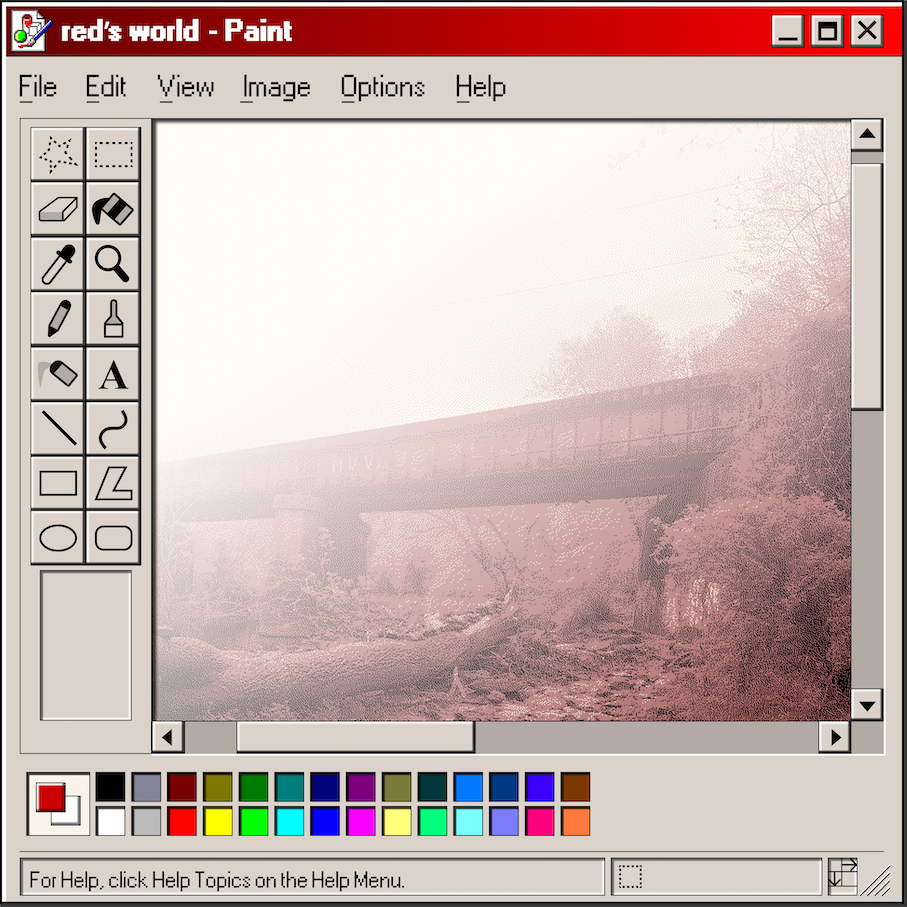 red's world - Paint
File Edit View Image Options Help
A
For Help, click Help Topics on the Help Menu.